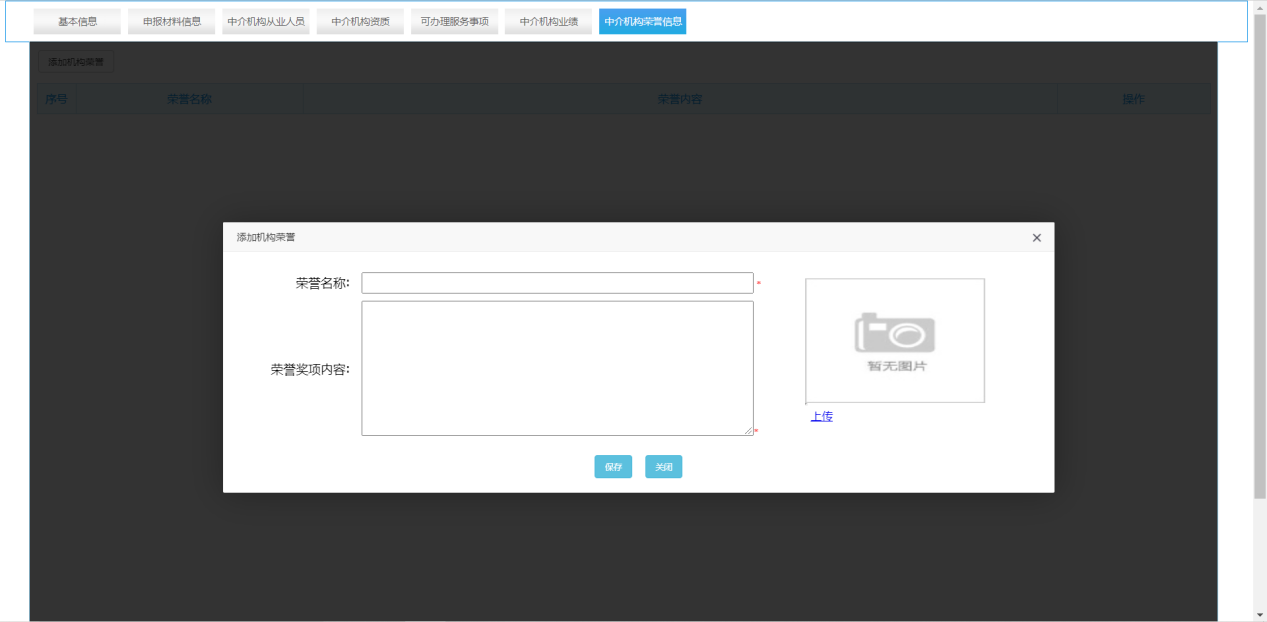 基本信息 申报材料信息 中介机构从业人员 中介机构资质 可办理服务事项 中介机构业绩 中介机构荣誉信息
添加机构荣誉
序号 荣誉名称 荣誉内容 操作
添加机构荣誉 ×
荣誉名称: *
荣誉奖项内容: *
暂无图片
上传
保存 关闭